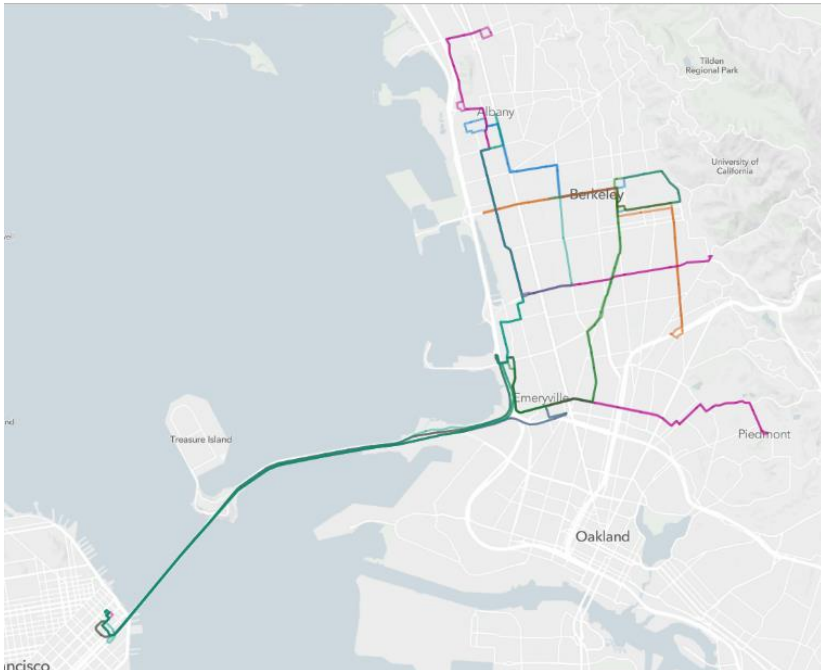 Tilden
Regional Park
Albany
University of
California
Berkeley
Emeryville
Treasure Island
Piedmont
Oakland
ncisco